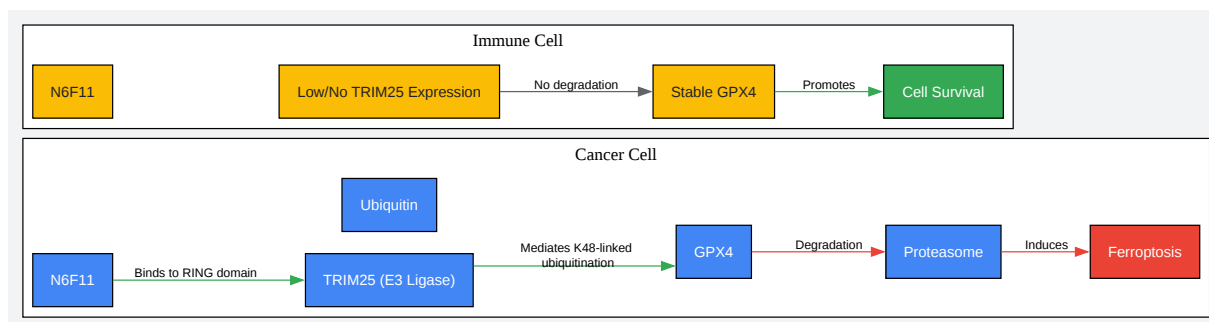 Immune Cell
N6F11
Low/No TRIM25 Expression
No degradation
Stable GPX4
Promotes
Cell Survival
Cancer Cell
Ubiquitin
N6F11
Binds to RING domain
TRIM25 (E3 Ligase)
Mediates K48-linked
ubiquitination
GPX4
Degradation
Proteasome
Induces
Ferroptosis